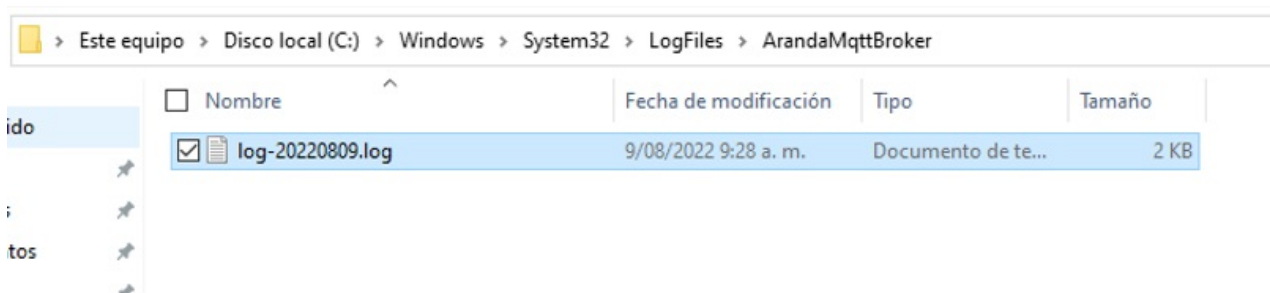 Este equipo > Disco local (C:) > Windows > System32 > LogFiles > ArandaMqttBroker
Nombre Fecha de modificación Tipo Tamaño
ido
log-20220809.log 9/08/2022 9:28 a. m. Documento de te... 2 KB
s
tos